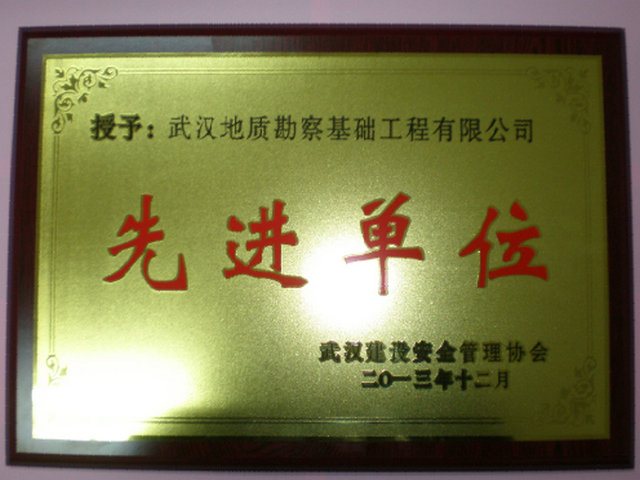 授予：武汉地质勘察基础工程有限公司
先进单位
武汉建设安全管理协会
二〇一三年十二月